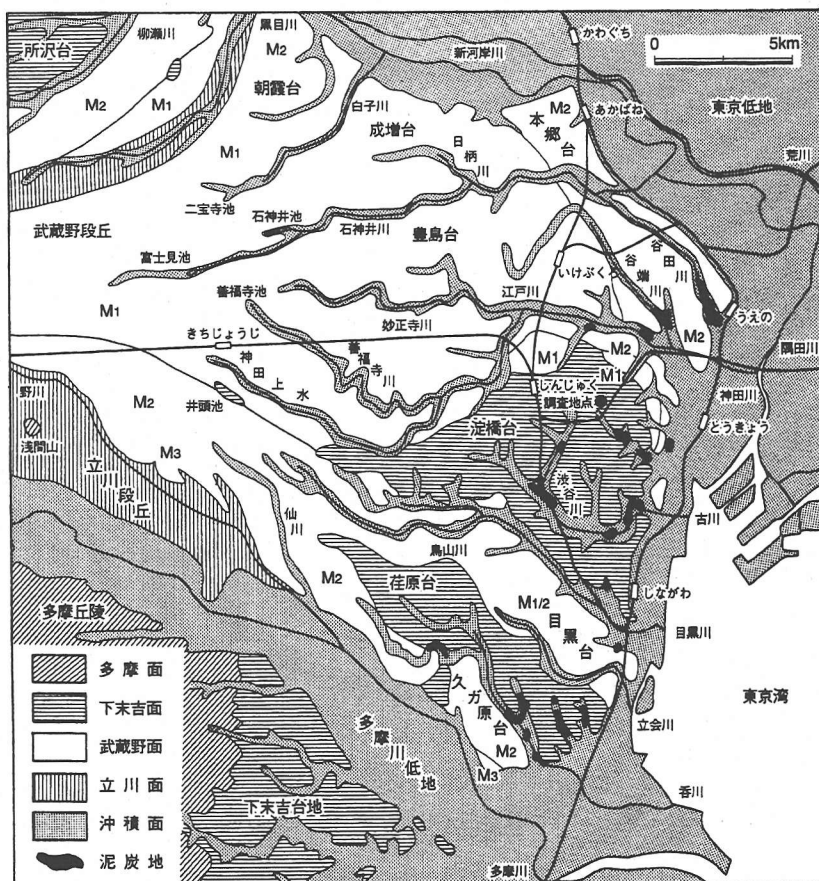 所沢台
柳瀬川
黒目川
M2
新河岸川
かわぐち
0
5km
M2
M1
朝霞台
白子川
成増台
M2
本郷台
あかばね
東京低地
荒川
M1
日柄川
二宝寺池
石神井池
石神井川
豊島台
武蔵野段丘
富士見池
谷田川
谷端川
いけぶくろ
江戸川
善福寺池
うえの
M1
妙正寺川
M2
隅田川
きちじょうじ
神田上水
善福寺川
M1
M2
M1
しんじゅく
調査地点
神田川
とうきょう
野川
浅間山
M2
井頭池
淀橋台
M3
立川段丘
仙川
渋谷川
古川
烏山川
M2
荏原台
しながわ
多摩丘陵
M1/2
目黒台
目黒川
東京湾
多摩面
下末吉面
武蔵野面
立川面
沖積面
泥炭地
久ガ原台
立会川
多摩川低地
M2
M3
呑川
下末吉台地
多摩川